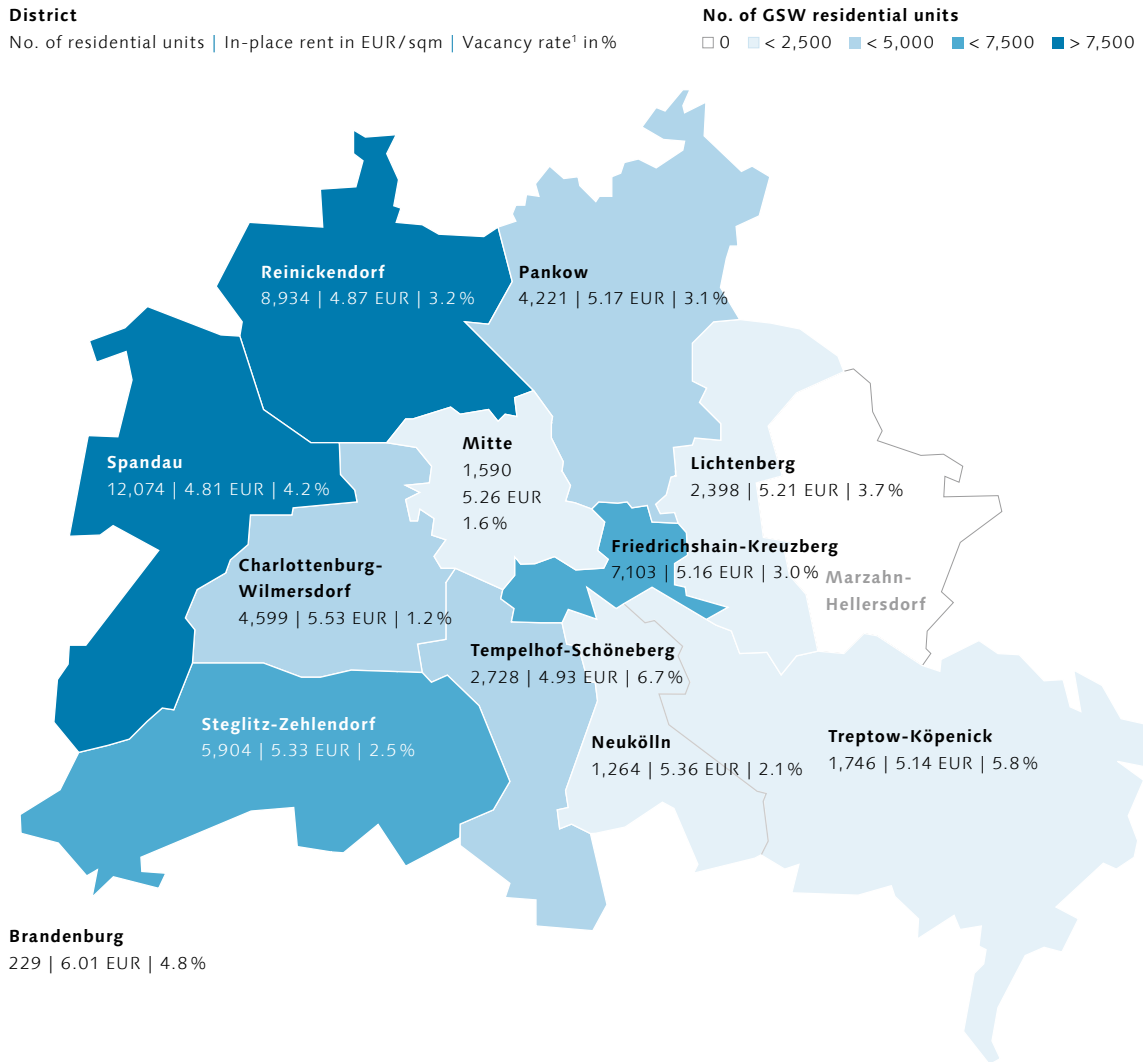 District
No. of residential units | In-place rent in EUR/sqm | Vacancy rate¹ in %
No. of GSW residential units
0 < 2,500 < 5,000 < 7,500 > 7,500
Reinickendorf
8,934 | 4.87 EUR | 3.2 %
Pankow
4,221 | 5.17 EUR | 3.1 %
Mitte
1,590
5.26 EUR
1.6 %
Spandau
12,074 | 4.81 EUR | 4.2 %
Lichtenberg
2,398 | 5.21 EUR | 3.7 %
Friedrichshain-Kreuzberg
7,103 | 5.16 EUR | 3.0 %
Charlottenburg-
Wilmersdorf
4,599 | 5.53 EUR | 1.2 %
Marzahn-
Hellersdorf
Tempelhof-Schöneberg
2,728 | 4.93 EUR | 6.7 %
Steglitz-Zehlendorf
5,904 | 5.33 EUR | 2.5 %
Neukölln
1,264 | 5.36 EUR | 2.1 %
Treptow-Köpenick
1,746 | 5.14 EUR | 5.8 %
Brandenburg
229 | 6.01 EUR | 4.8 %